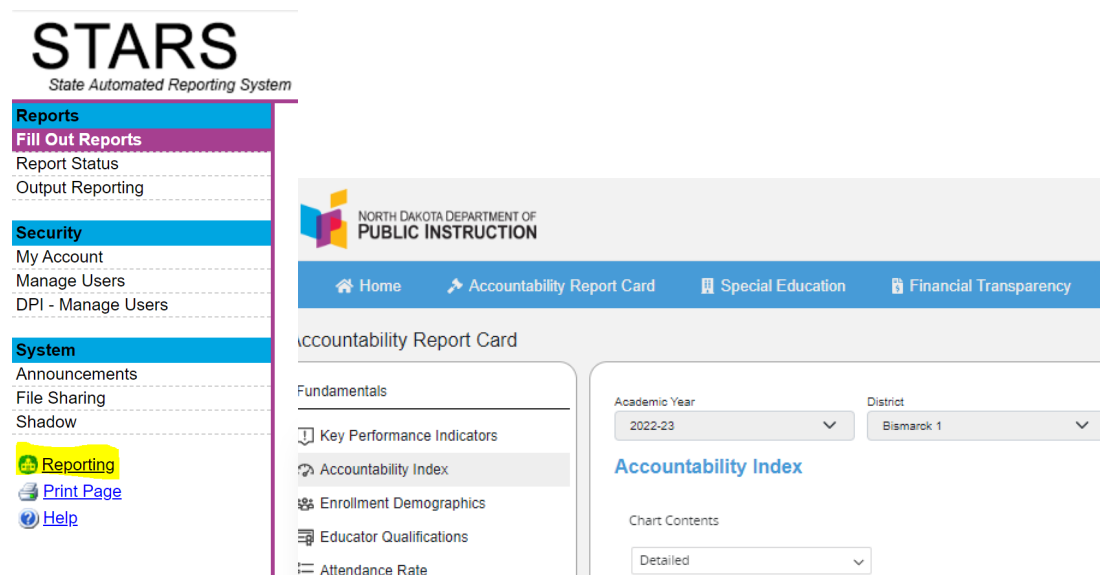 STARS
State Automated Reporting System
Reports
Fill Out Reports
Report Status
Output Reporting
Security
My Account
Manage Users
DPI - Manage Users
System
Announcements
File Sharing
Shadow
Reporting
Print Page
Help
NORTH DAKOTA DEPARTMENT OF
PUBLIC INSTRUCTION
Home Accountability Report Card Special Education Financial Transparency
Accountability Report Card
Fundamentals
Key Performance Indicators
Accountability Index
Enrollment Demographics
Educator Qualifications
Attendance Rate
Academic Year District
2022-23 Bismarck 1
Accountability Index
Chart Contents
Detailed